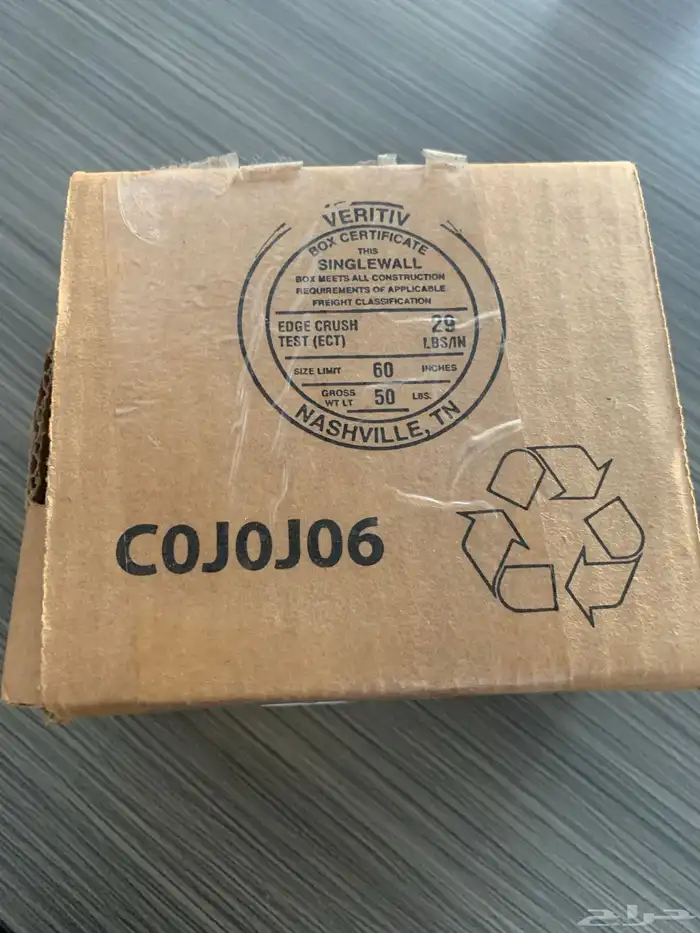 VERITIV
BOX CERTIFICATE
THIS
SINGLEWALL
BOX MEETS ALL CONSTRUCTION
REQUIREMENTS OF APPLICABLE
FREIGHT CLASSIFICATION
EDGE CRUSH 29
TEST (ECT) LBS/IN
SIZE LIMIT 60 INCHES
GROSS
WT LT 50 LBS.
NASHVILLE, TN
C0J0J06
حراج